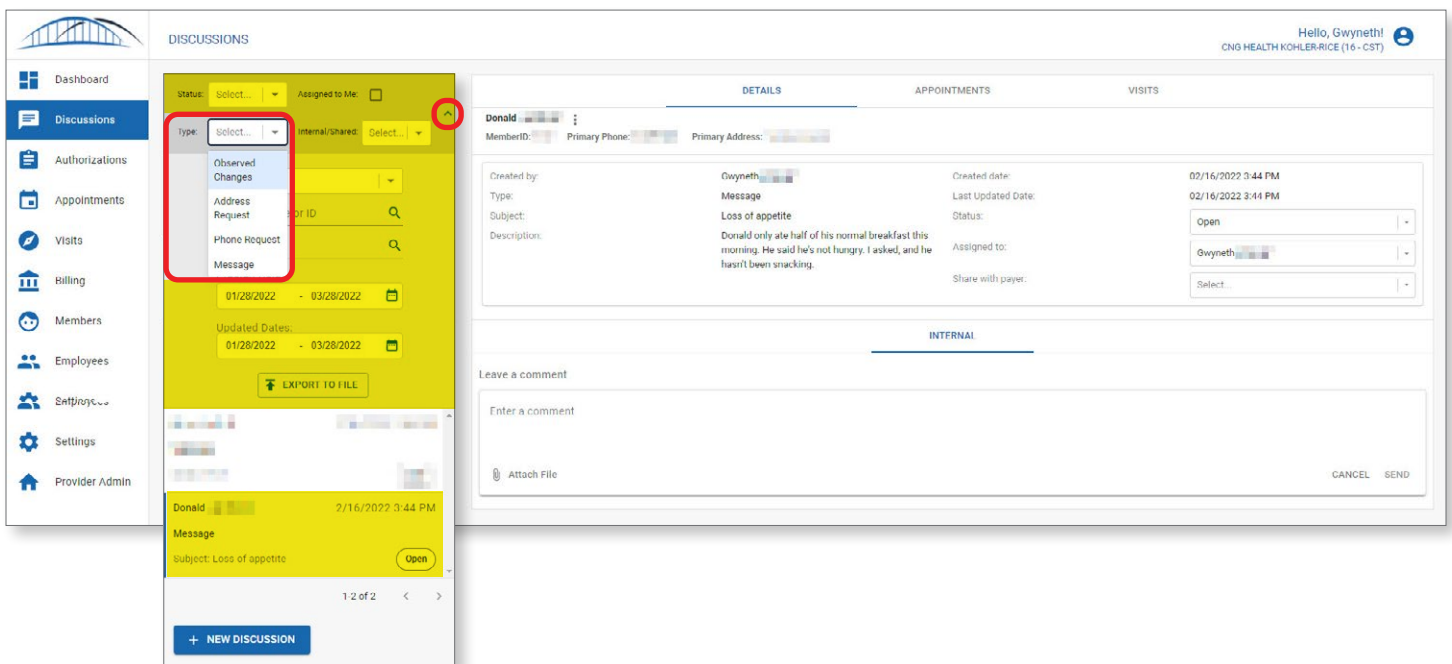 DISCUSSIONS
Hello, Gwyneth!
CNG HEALTH KOHLER-RICE (16 - CST)
Dashboard
Discussions
Authorizations
Appointments
Visits
Billing
Members
Employees
Settings
Provider Admin
Status: Select... Assigned to Me:
Type: Select... Internal/Shared: Select...
Observed
Changes
Address
Request
or ID
Phone Request
Message
01/28/2022 - 03/28/2022
Updated Dates:
01/28/2022 - 03/28/2022
EXPORT TO FILE
Donald 2/16/2022 3:44 PM
Message
Subject: Loss of appetite Open
1-2 of 2 < >
+ NEW DISCUSSION
DETAILS APPOINTMENTS VISITS
Donald
MemberID: Primary Phone: Primary Address:
Created by: Gwyneth Created date: 02/16/2022 3:44 PM
Type: Message Last Updated Date: 02/16/2022 3:44 PM
Subject: Loss of appetite Status: Open
Description: Donald only ate half of his normal breakfast this
morning. He said he's not hungry. I asked, and he
hasn't been snacking.
Assigned to: Gwyneth
Share with payer: Select...
INTERNAL
Leave a comment
Enter a comment
Attach File CANCEL SEND